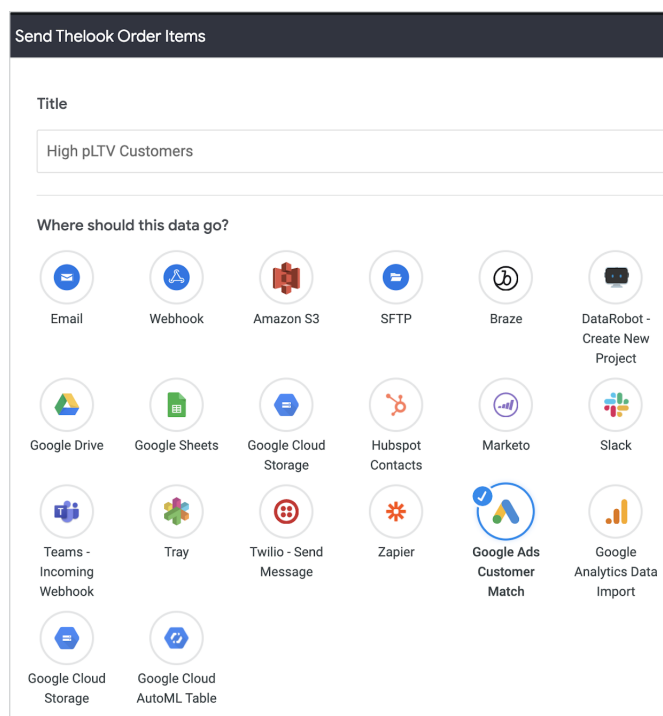 Send Thelook Order Items
Title
High pLTV Customers
Where should this data go?
Email
Webhook
Amazon S3
SFTP
Braze
DataRobot -
Create New
Project
Google Drive
Google Sheets
Google Cloud
Storage
Hubspot
Contacts
Marketo
Slack
Teams -
Incoming
Webhook
Tray
Twilio - Send
Message
Zapier
Google Ads
Customer
Match
Google
Analytics Data
Import
Google Cloud
Storage
Google Cloud
AutoML Table